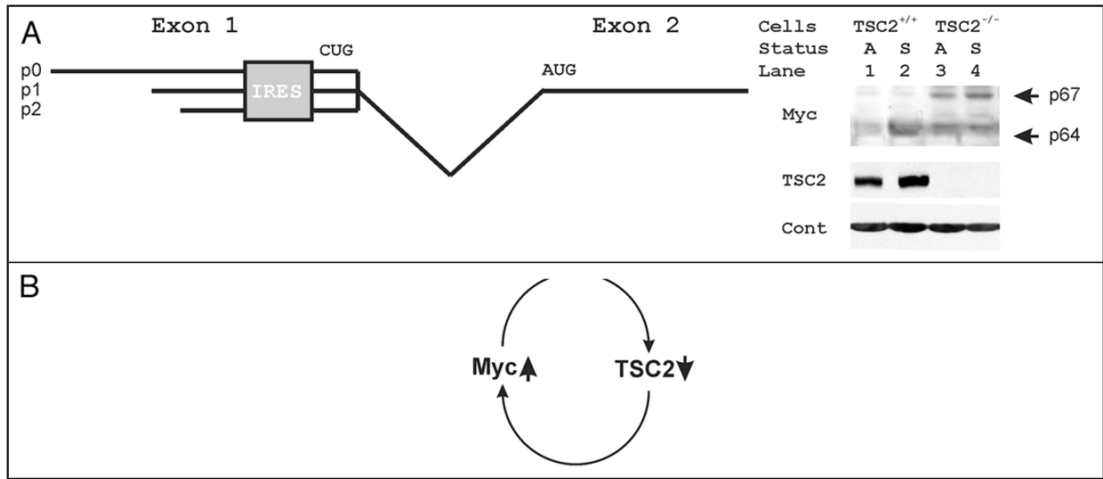 A
Exon 1
Exon 2
CUG
AUG
p0
p1
p2
IRES
Cells TSC2+/+ TSC2-/-
Status A S A S
Lane 1 2 3 4
Myc
p67
p64
TSC2
Cont
B
Myc
TSC2